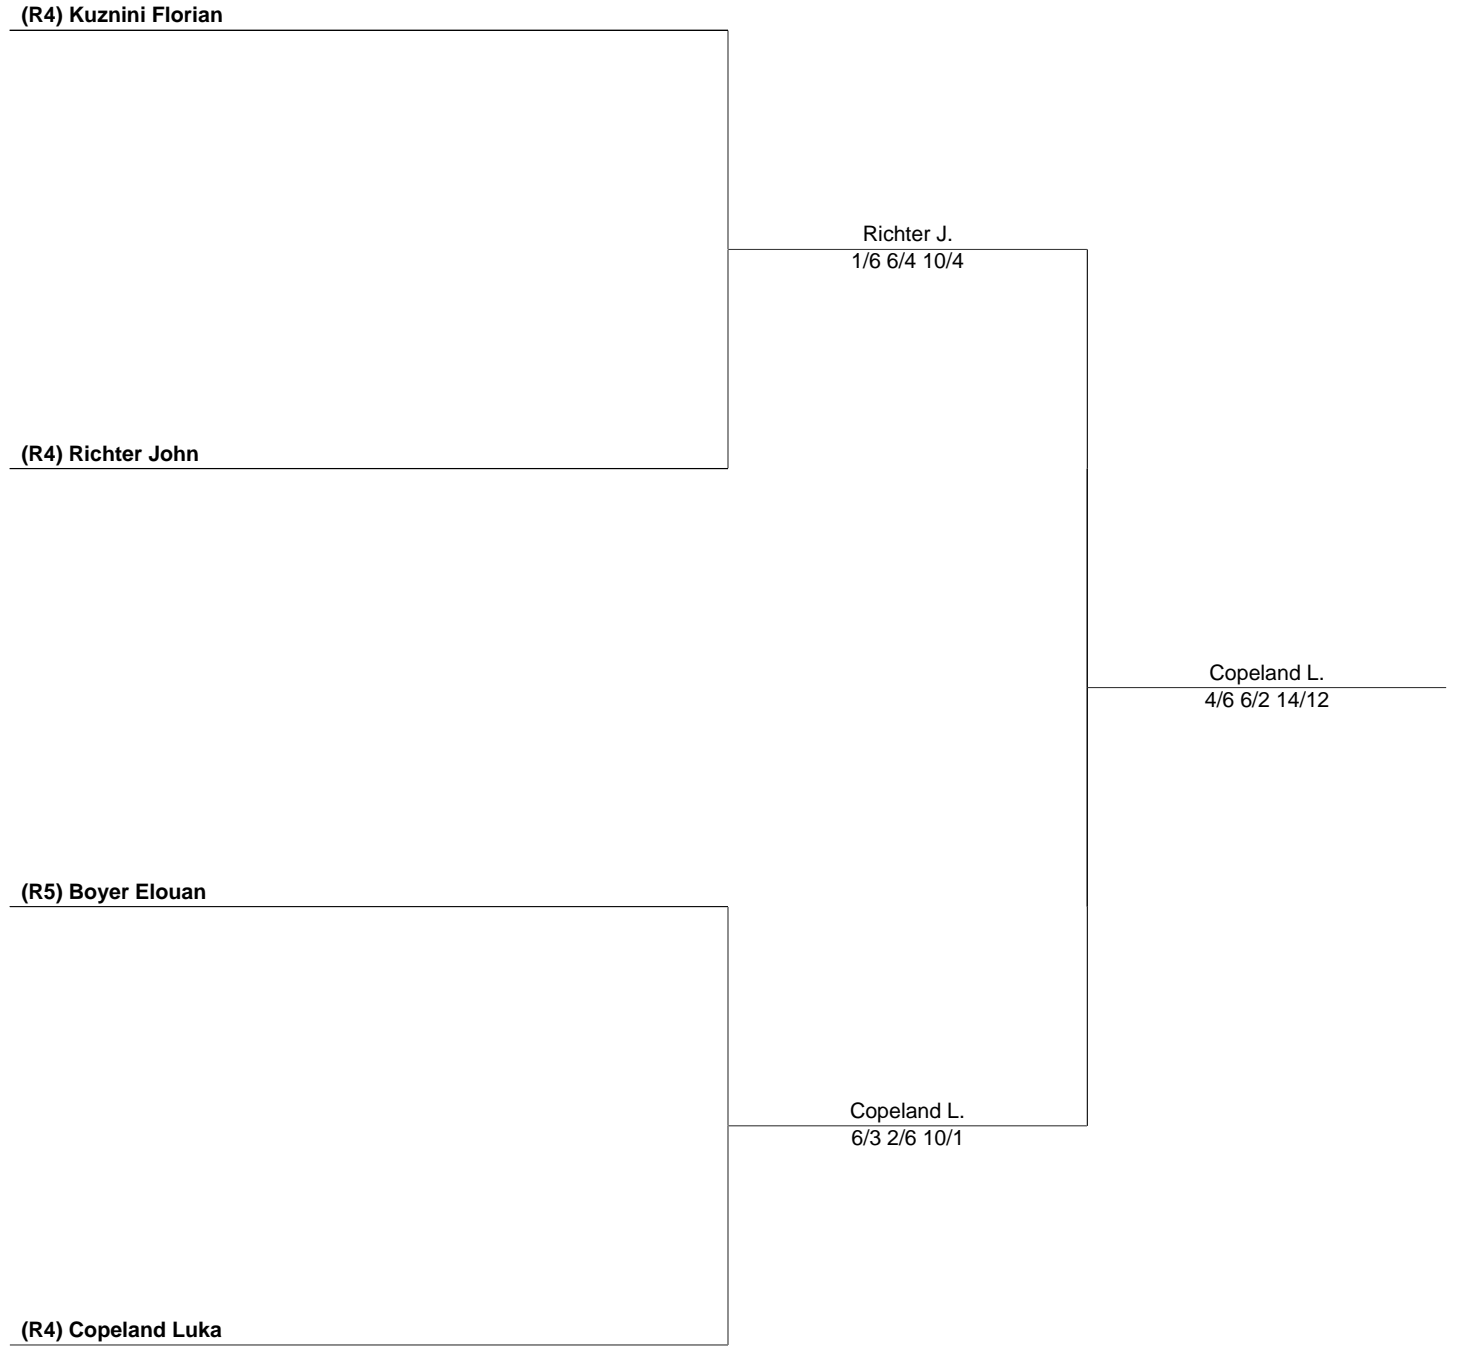 (R4) Kuznini Florian
Richter J.
1/6 6/4 10/4
(R4) Richter John
Copeland L.
4/6 6/2 14/12
(R5) Boyer Elouan
Copeland L.
6/3 2/6 10/1
(R4) Copeland Luka